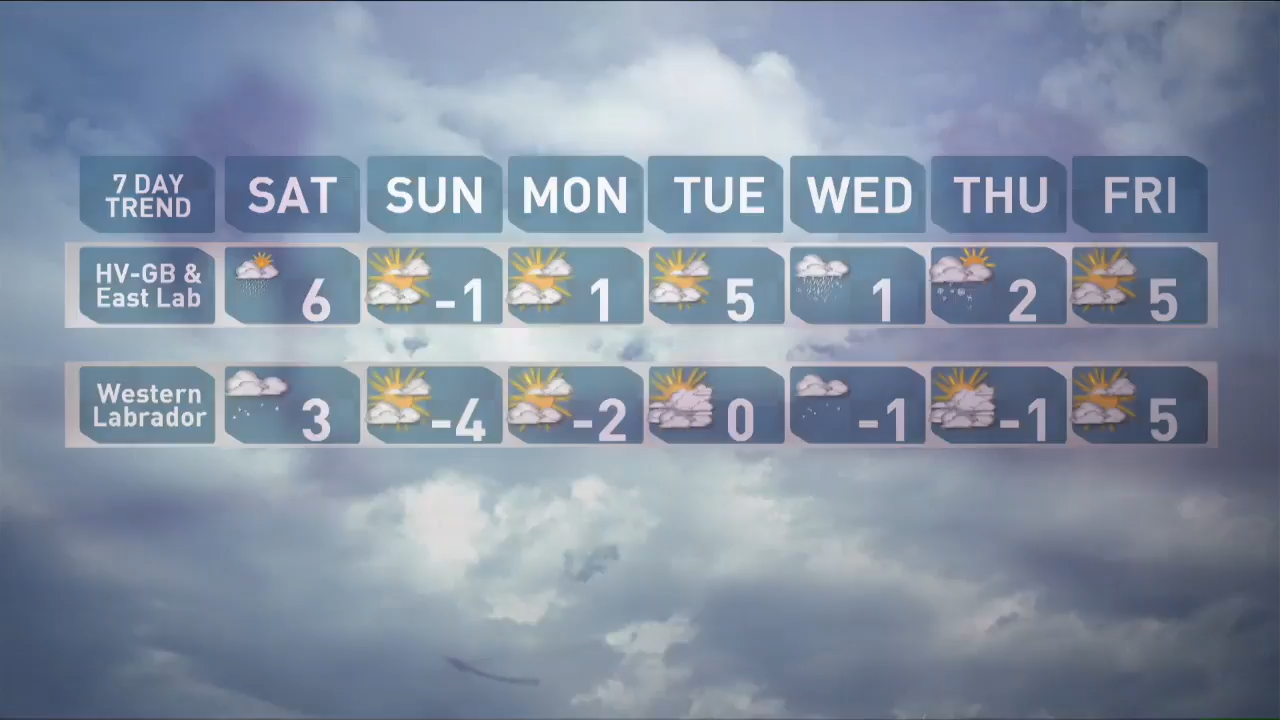 7 DAY
TREND
SAT SUN MON TUE WED THU FRI
HV-GB &
East Lab
6 -1 1 5 1 2 5
Western
Labrador
3 -4 -2 0 -1 -1 5